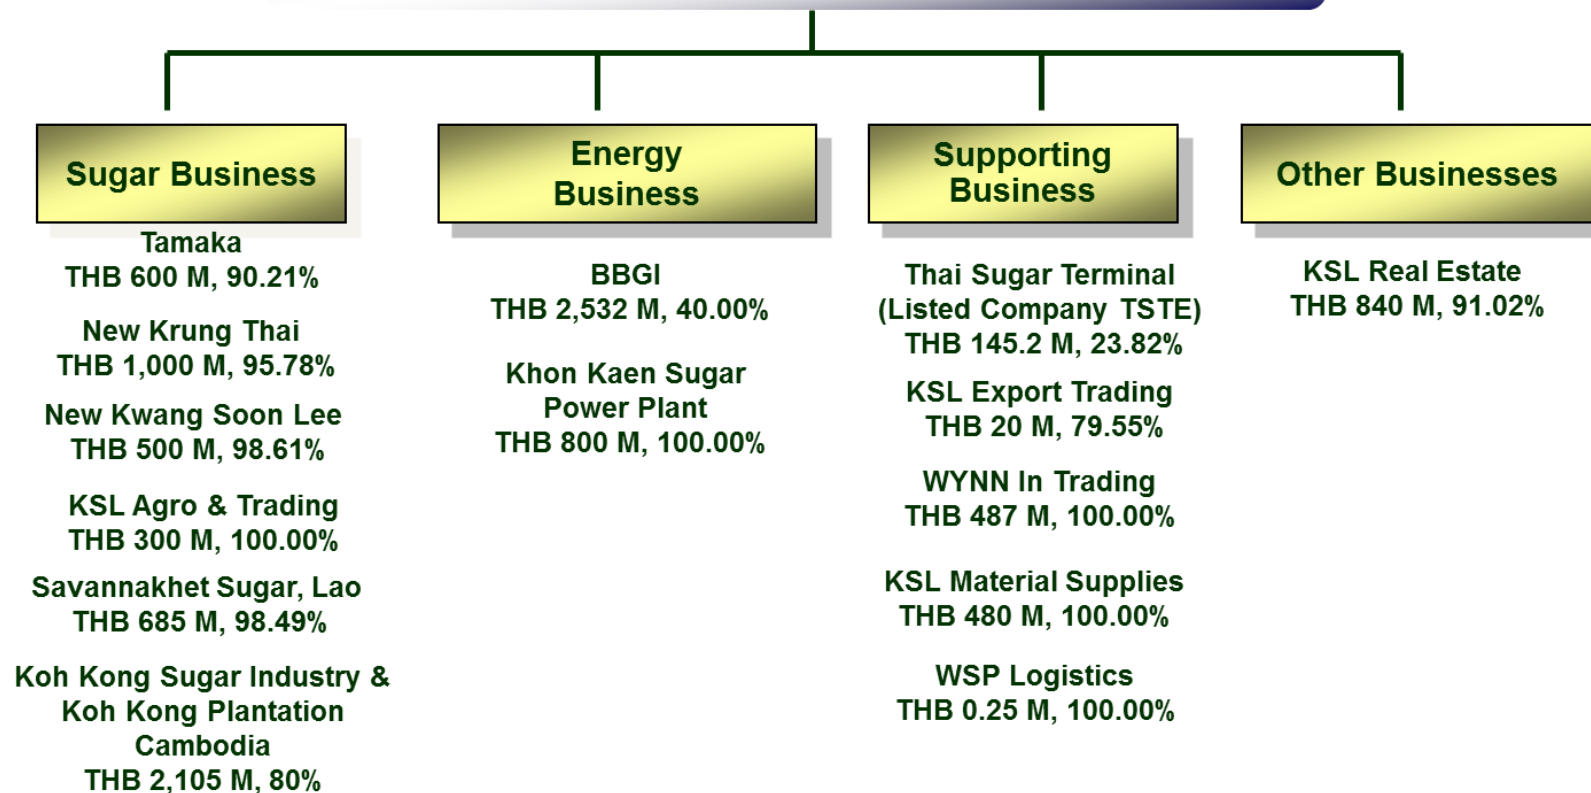 Sugar Business
Tamaka
THB 600 M, 90.21%
New Krung Thai
THB 1,000 M, 95.78%
New Kwang Soon Lee
THB 500 M, 98.61%
KSL Agro & Trading
THB 300 M, 100.00%
Savannakhet Sugar, Lao
THB 685 M, 98.49%
Koh Kong Sugar Industry &
Koh Kong Plantation
Cambodia
THB 2,105 M, 80%
Energy
Business
BBGI
THB 2,532 M, 40.00%
Khon Kaen Sugar
Power Plant
THB 800 M, 100.00%
Supporting
Business
Thai Sugar Terminal
(Listed Company TSTE)
THB 145.2 M, 23.82%
KSL Export Trading
THB 20 M, 79.55%
WYNN In Trading
THB 487 M, 100.00%
KSL Material Supplies
THB 480 M, 100.00%
WSP Logistics
THB 0.25 M, 100.00%
Other Businesses
KSL Real Estate
THB 840 M, 91.02%